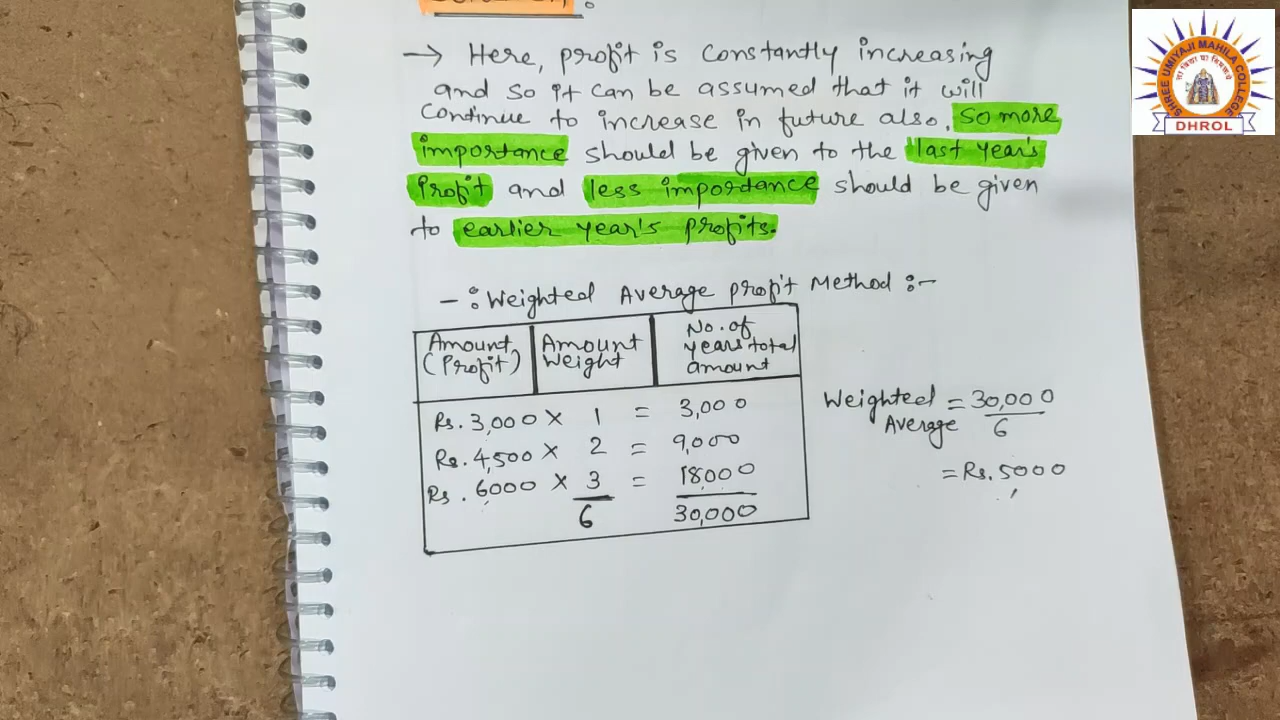 → Here, profit is constantly increasing
and so it can be assumed that it will
continue to increase in future also. so more
importance should be given to the last year's
Profit and less importance should be given
to earlier year's profits.
-: Weighted Average profit Method :-
Amount (Profit)
Amount Weight
No. of years total amount
Rs. 3,000 × 1 = 3,000
Rs. 4,500 × 2 = 9,000
Rs. 6000 × 3 = 18000
6 30,000
Weighted Average = 30,000 / 6
= Rs. 5000
SHREE UMIYAJI MAHILA COLLEGE
DHROL